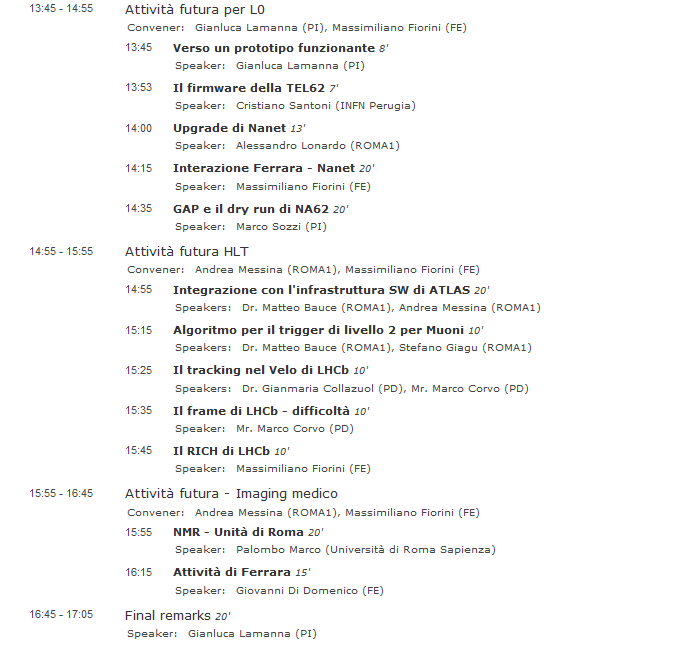 13:45 - 14:55 Attività futura per L0
Convener: Gianluca Lamanna (PI), Massimiliano Fiorini (FE)
13:45 Verso un prototipo funzionante 8'
Speaker: Gianluca Lamanna (PI)
13:53 Il firmware della TEL62 7'
Speaker: Cristiano Santoni (INFN Perugia)
14:00 Upgrade di Nanet 13'
Speaker: Alessandro Lonardo (ROMA1)
14:15 Interazione Ferrara - Nanet 20'
Speaker: Massimiliano Fiorini (FE)
14:35 GAP e il dry run di NA62 20'
Speaker: Marco Sozzi (PI)
14:55 - 15:55 Attività futura HLT
Convener: Andrea Messina (ROMA1), Massimiliano Fiorini (FE)
14:55 Integrazione con l'infrastruttura SW di ATLAS 20'
Speakers: Dr. Matteo Bauce (ROMA1), Andrea Messina (ROMA1)
15:15 Algoritmo per il trigger di livello 2 per Muoni 10'
Speakers: Dr. Matteo Bauce (ROMA1), Stefano Giagu (ROMA1)
15:25 Il tracking nel Velo di LHCb 10'
Speakers: Dr. Gianmaria Collazuol (PD), Mr. Marco Corvo (PD)
15:35 Il frame di LHCb - difficoltà 10'
Speaker: Mr. Marco Corvo (PD)
15:45 Il RICH di LHCb 10'
Speaker: Massimiliano Fiorini (FE)
15:55 - 16:45 Attività futura - Imaging medico
Convener: Andrea Messina (ROMA1), Massimiliano Fiorini (FE)
15:55 NMR - Unità di Roma 20'
Speaker: Palombo Marco (Università di Roma Sapienza)
16:15 Attività di Ferrara 15'
Speaker: Giovanni Di Domenico (FE)
16:45 - 17:05 Final remarks 20'
Speaker: Gianluca Lamanna (PI)